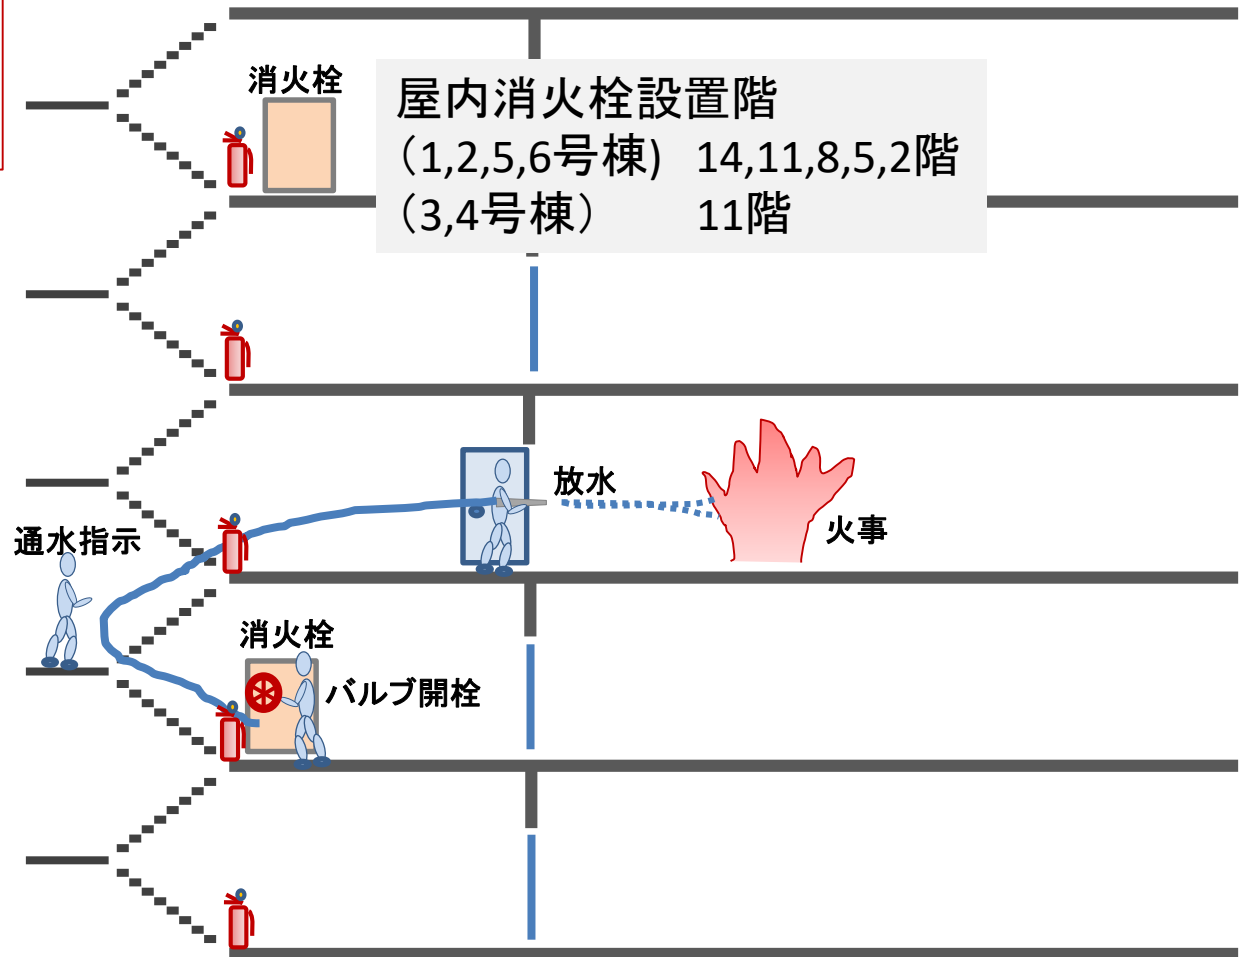 消火栓
屋内消火栓設置階
（1,2,5,6号棟) 14,11,8,5,2階
（3,4号棟） 11階
放水
火事
通水指示
消火栓
バルブ開栓